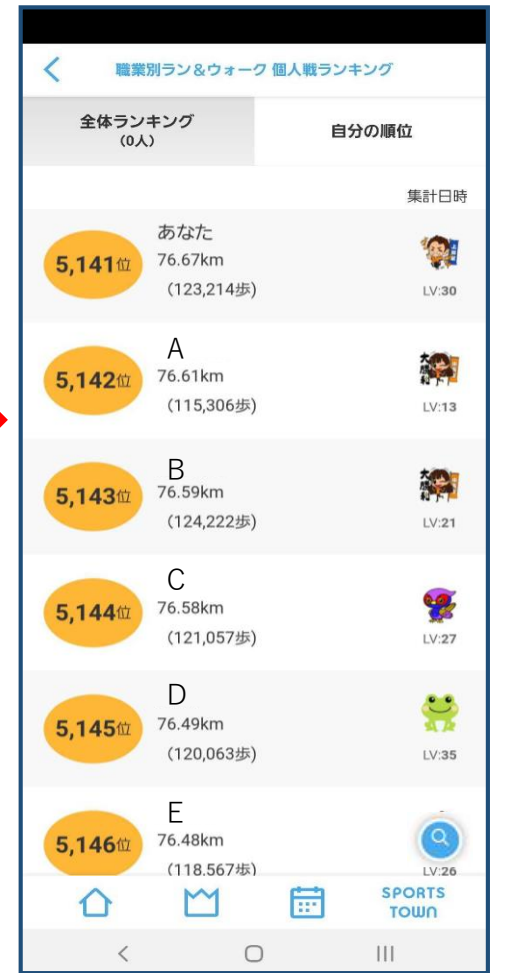 職業別ラン&ウォーク 個人戦ランキング
全体ランキング
(0人)
自分の順位
集計日時
5,141位
あなた
76.67km
(123,214歩)
LV:30
5,142位
A
76.61km
(115,306歩)
大勝利
LV:13
5,143位
B
76.59km
(124,222歩)
大勝利
LV:21
5,144位
C
76.58km
(121,057歩)
LV:27
5,145位
D
76.49km
(120,063歩)
LV:35
5,146位
E
76.48km
(118,567歩)
LV:26
SPORTS
TOWN